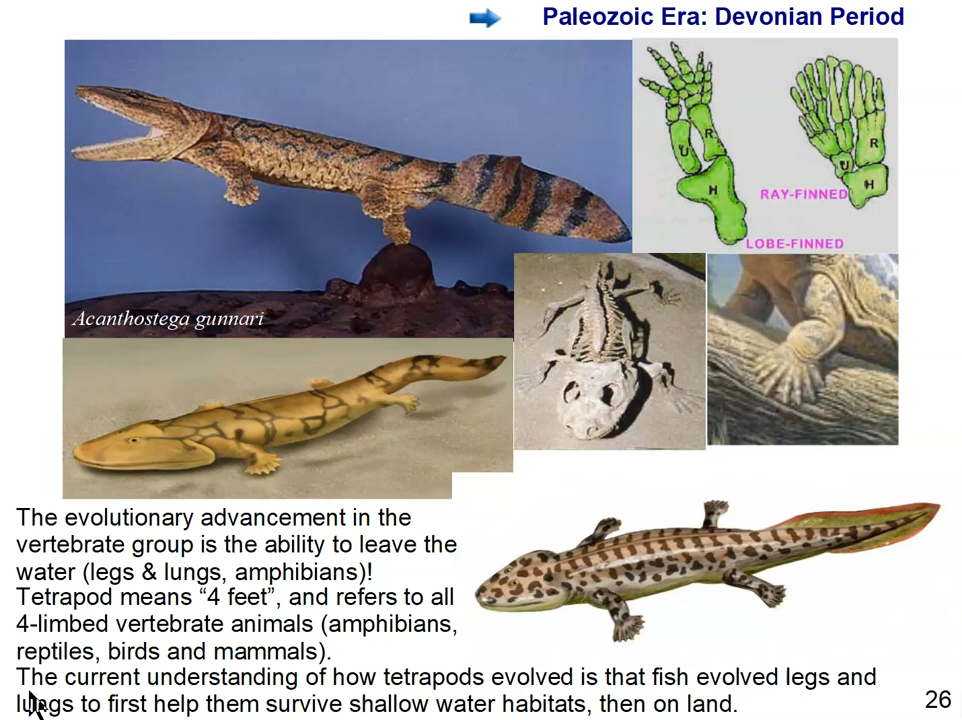 Paleozoic Era: Devonian Period
R
U
H
R
U
H
RAY-FINNED
LOBE-FINNED
Acanthostega gunnari
The evolutionary advancement in the
vertebrate group is the ability to leave the
water (legs & lungs, amphibians)!
Tetrapod means “4 feet”, and refers to all
4-limbed vertebrate animals (amphibians,
reptiles, birds and mammals).
The current understanding of how tetrapods evolved is that fish evolved legs and
lungs to first help them survive shallow water habitats, then on land.
26